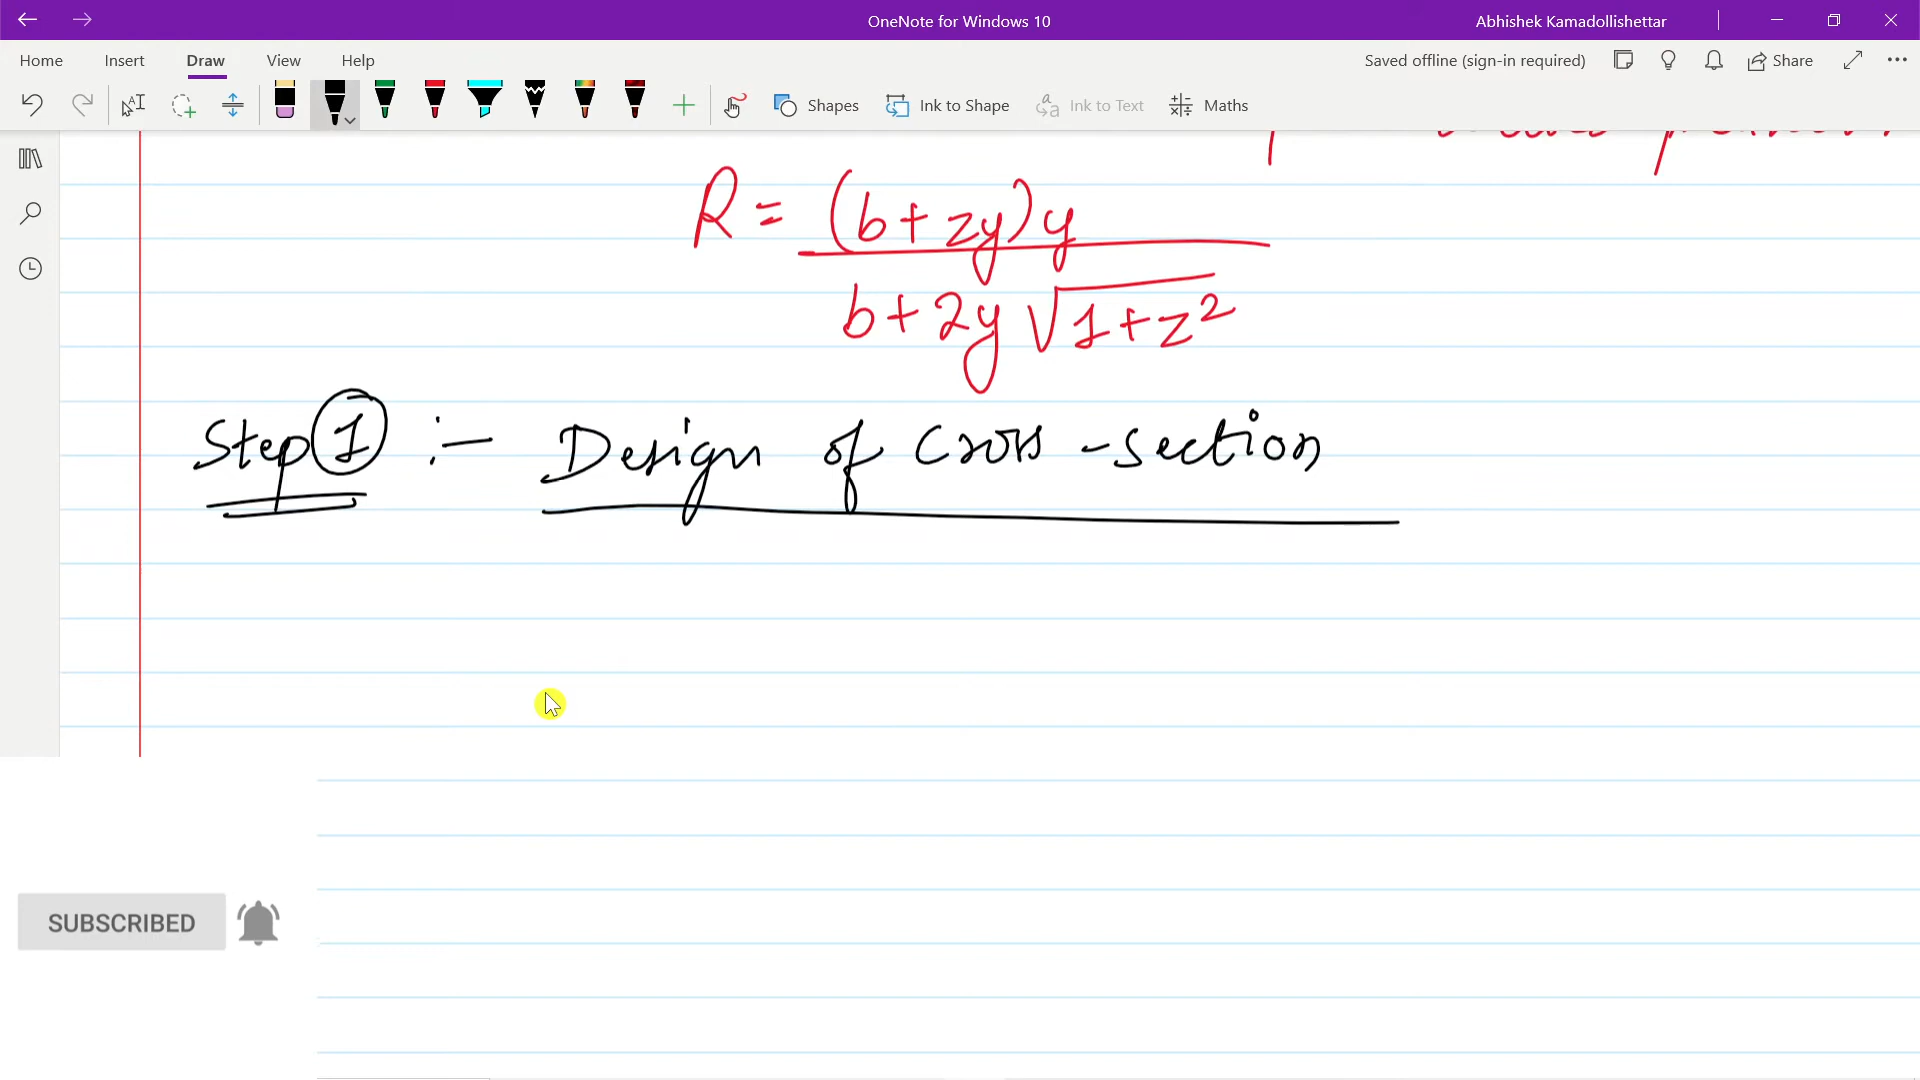 OneNote for Windows 10
Abhishek Kamadollishettar
Home Insert Draw View Help
Saved offline (sign-in required) Share
Shapes Ink to Shape Ink to Text Maths
R = (b+zy)y
b+2y√1+z²
Step 1 :- Design of Cross-section
SUBSCRIBED